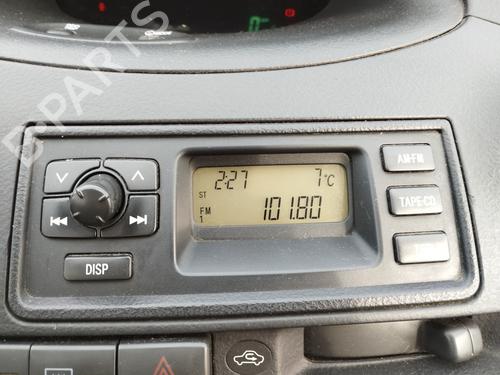 B-PARTS
2:27 7°C
ST
FM 1 101.80
AM·FM
TAPE·CD
DISP